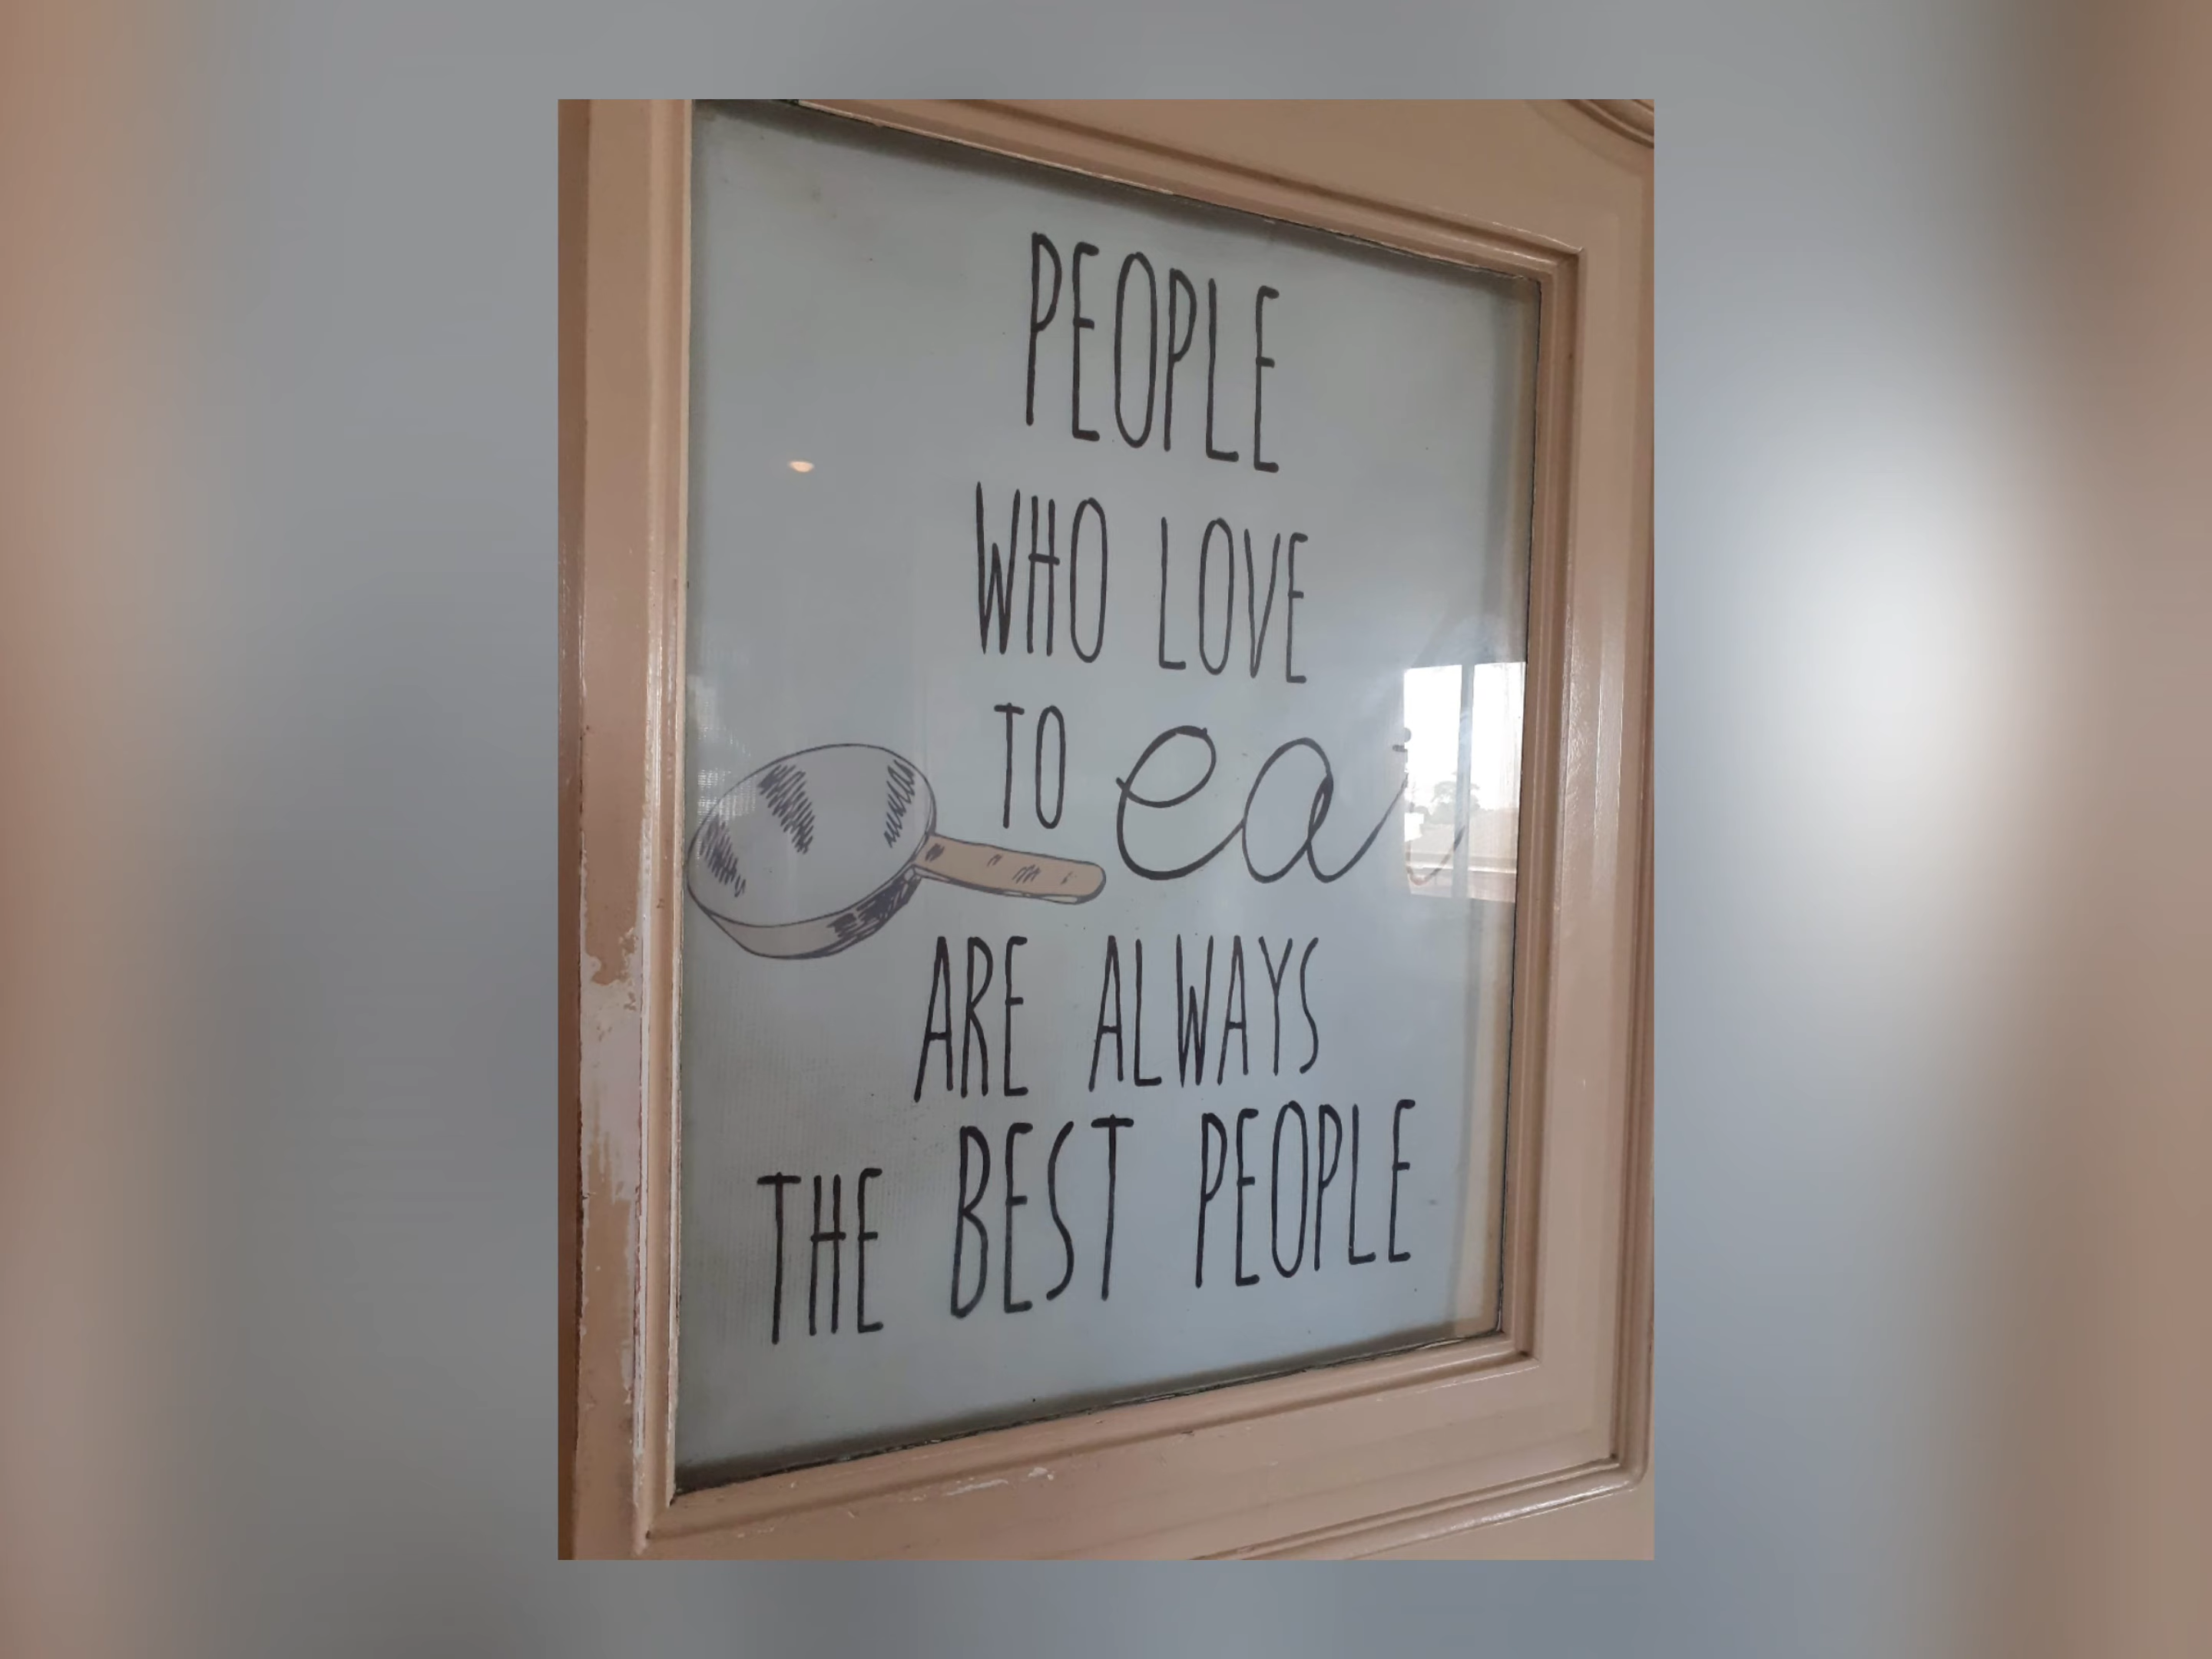 PEOPLE
WHO LOVE
TO eat
ARE ALWAYS
THE BEST PEOPLE